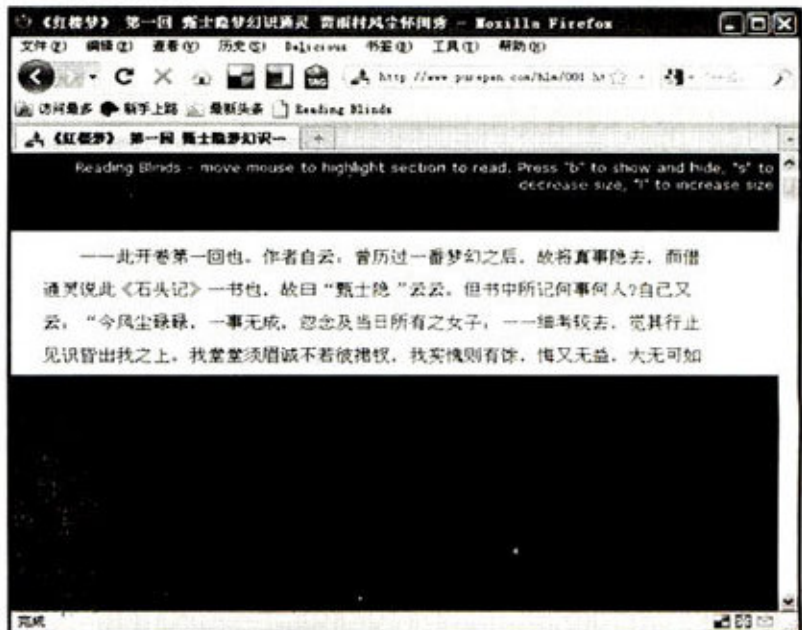 《红楼梦》 第一回 甄士隐梦幻识通灵 贾雨村风尘怀闺秀 - Mozilla Firefox
文件(F) 编辑(E) 查看(V) 历史(S) Delicious 书签(B) 工具(T) 帮助(H)
http://www.purepen.com/hlm/001.ht
访问最多 新手上路 最新头条 Reading Blinds
《红楼梦》 第一回 甄士隐梦幻识一
Reading Blinds - move mouse to highlight section to read. Press "b" to show and hide, "s" to
decrease size, "l" to increase size
——此开卷第一回也。作者自云：曾历过一番梦幻之后，故将真事隐去，而借
通灵说此《石头记》一书也，故曰“甄士隐”云云。但书中所记何事何人?自己又
云：“今风尘碌碌，一事无成，忽念及当日所有之女子：一一细考较去，觉其行止
见识皆出我之上。我堂堂须眉诚不若彼裙钗，我实愧则有馀，悔又无益，大无可如
完成